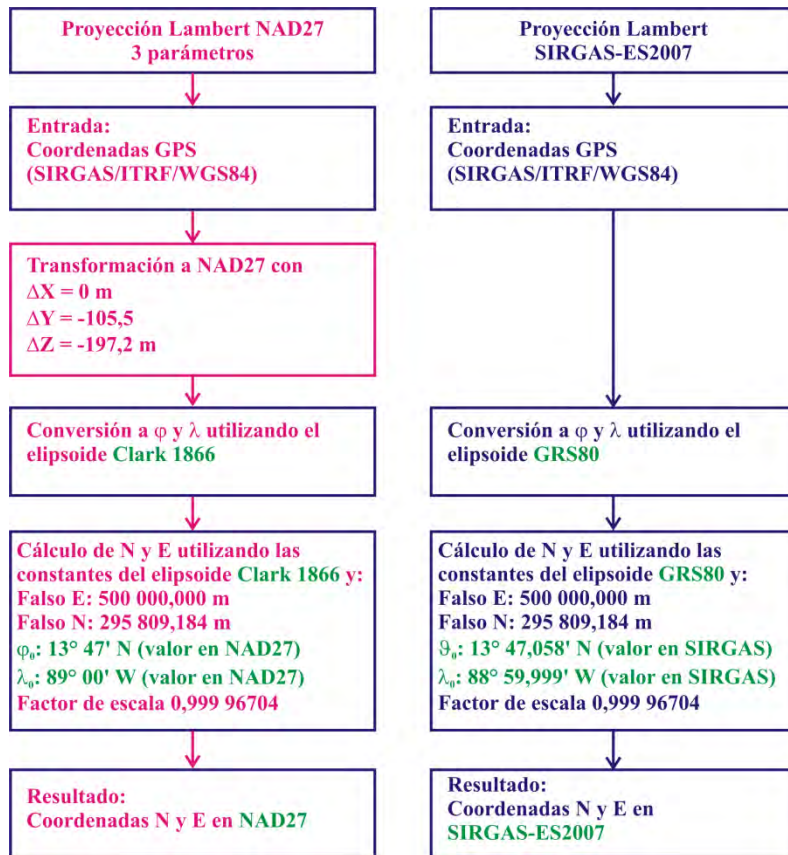 Proyección Lambert NAD27
3 parámetros
Entrada:
Coordenadas GPS
(SIRGAS/ITRF/WGS84)
Transformación a NAD27 con
ΔX = 0 m
ΔY = -105,5
ΔZ = -197,2 m
Conversión a φ y λ utilizando el
elipsoide Clark 1866
Cálculo de N y E utilizando las
constantes del elipsoide Clark 1866 y:
Falso E: 500 000,000 m
Falso N: 295 809,184 m
φ₀: 13° 47' N (valor en NAD27)
λ₀: 89° 00' W (valor en NAD27)
Factor de escala 0,999 96704
Resultado:
Coordenadas N y E en NAD27
Proyección Lambert
SIRGAS-ES2007
Entrada:
Coordenadas GPS
(SIRGAS/ITRF/WGS84)
Conversión a φ y λ utilizando el
elipsoide GRS80
Cálculo de N y E utilizando las
constantes del elipsoide GRS80 y:
Falso E: 500 000,000 m
Falso N: 295 809,184 m
ϑ₀: 13° 47,058' N (valor en SIRGAS)
λ₀: 88° 59,999' W (valor en SIRGAS)
Factor de escala 0,999 96704
Resultado:
Coordenadas N y E en
SIRGAS-ES2007